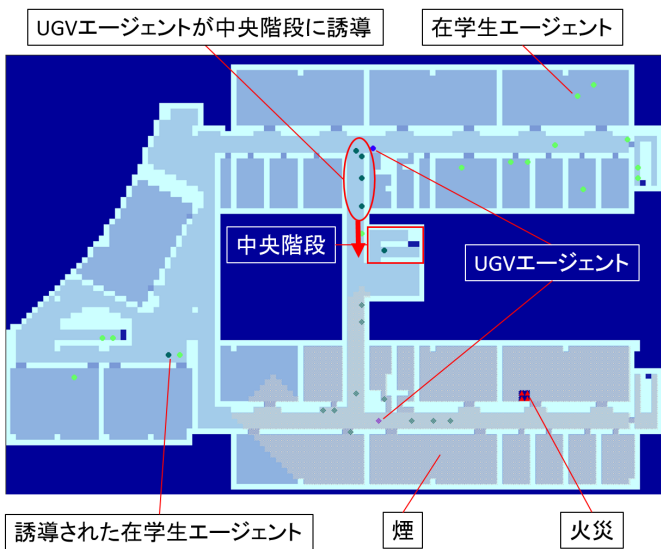 UGVエージェントが中央階段に誘導
在学生エージェント
中央階段
UGVエージェント
誘導された在学生エージェント
煙
火災